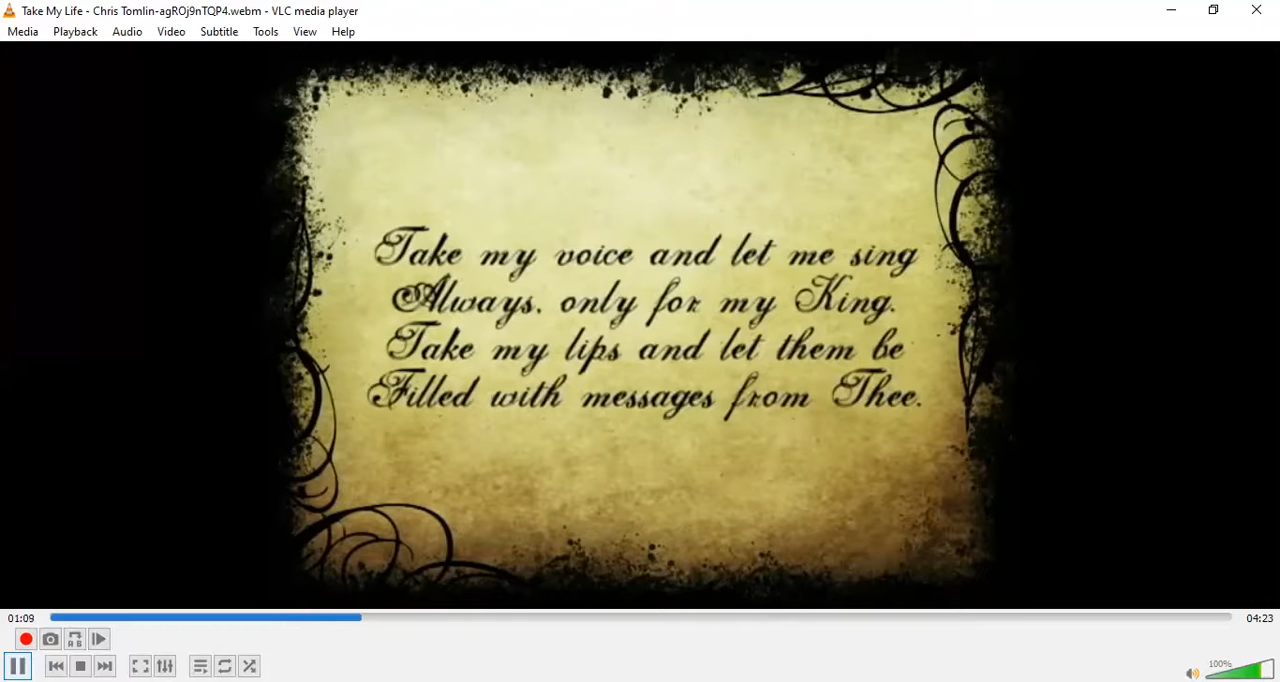 Take My Life - Chris Tomlin-agROj9nTQP4.webm - VLC media player
Media Playback Audio Video Subtitle Tools View Help
Take my voice and let me sing
Always, only for my King.
Take my lips and let them be
Filled with messages from Thee.
01:09 04:23
A B
100%